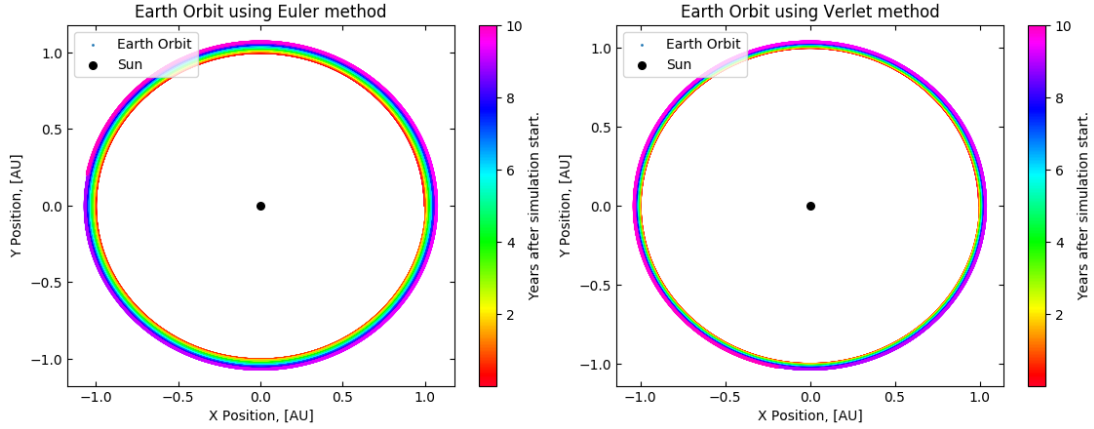 Earth Orbit using Euler method
Earth Orbit
Sun
Y Position, [AU]
1.0
0.5
0.0
−0.5
−1.0
−1.0
−0.5
0.0
0.5
1.0
X Position, [AU]
10
8
6
4
2
Years after simulation start.
Earth Orbit using Verlet method
Earth Orbit
Sun
Y Position, [AU]
1.0
0.5
0.0
−0.5
−1.0
−1.0
−0.5
0.0
0.5
1.0
X Position, [AU]
10
8
6
4
2
Years after simulation start.